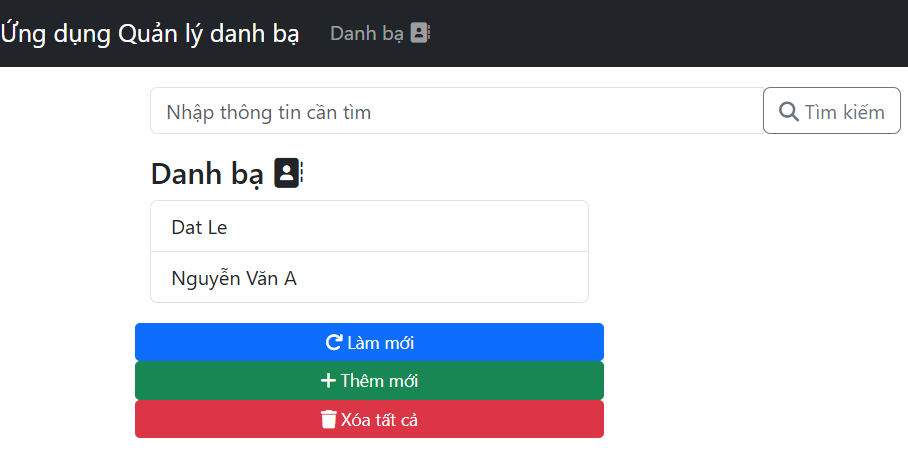 Ứng dụng Quản lý danh bạ Danh bạ
Nhập thông tin cần tìm Tìm kiếm
Danh bạ
Dat Le
Nguyễn Văn A
Làm mới
Thêm mới
Xóa tất cả